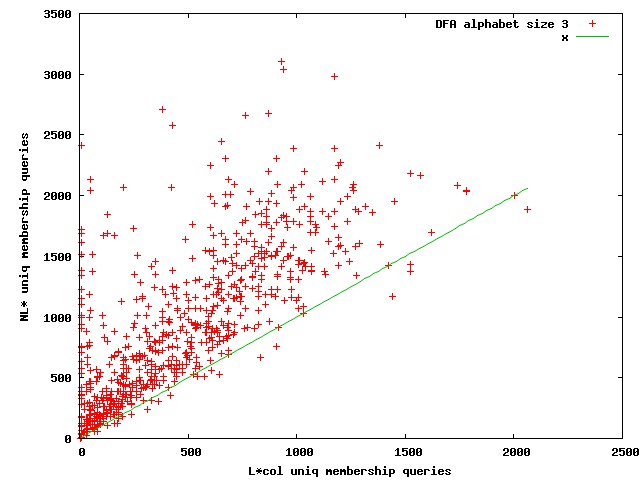 3500
DFA alphabet size 3
x
3000
2500
2000
1500
1000
500
0
NL* uniq membership queries
0 500 1000 1500 2000 2500
L*col uniq membership queries